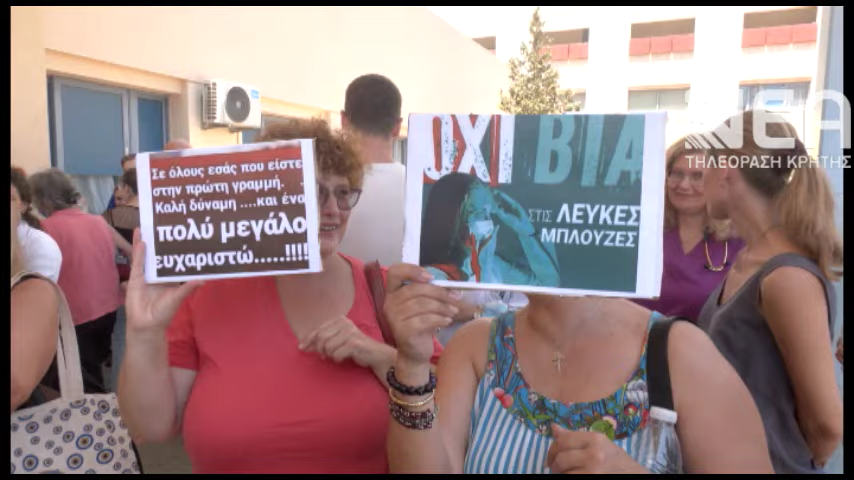 Σε όλους εσάς που είστε
στην πρώτη γραμμή.
Καλή δύναμη ....και ένα
πολύ μεγάλο
ευχαριστώ.....!!!!
ΟΧΙ ΒΙΑ
ΣΤΙΣ ΛΕΥΚΕΣ
ΜΠΛΟΥΖΕΣ
ΝΕΑ
ΤΗΛΕΟΡΑΣΗ ΚΡΗΤΗΣ